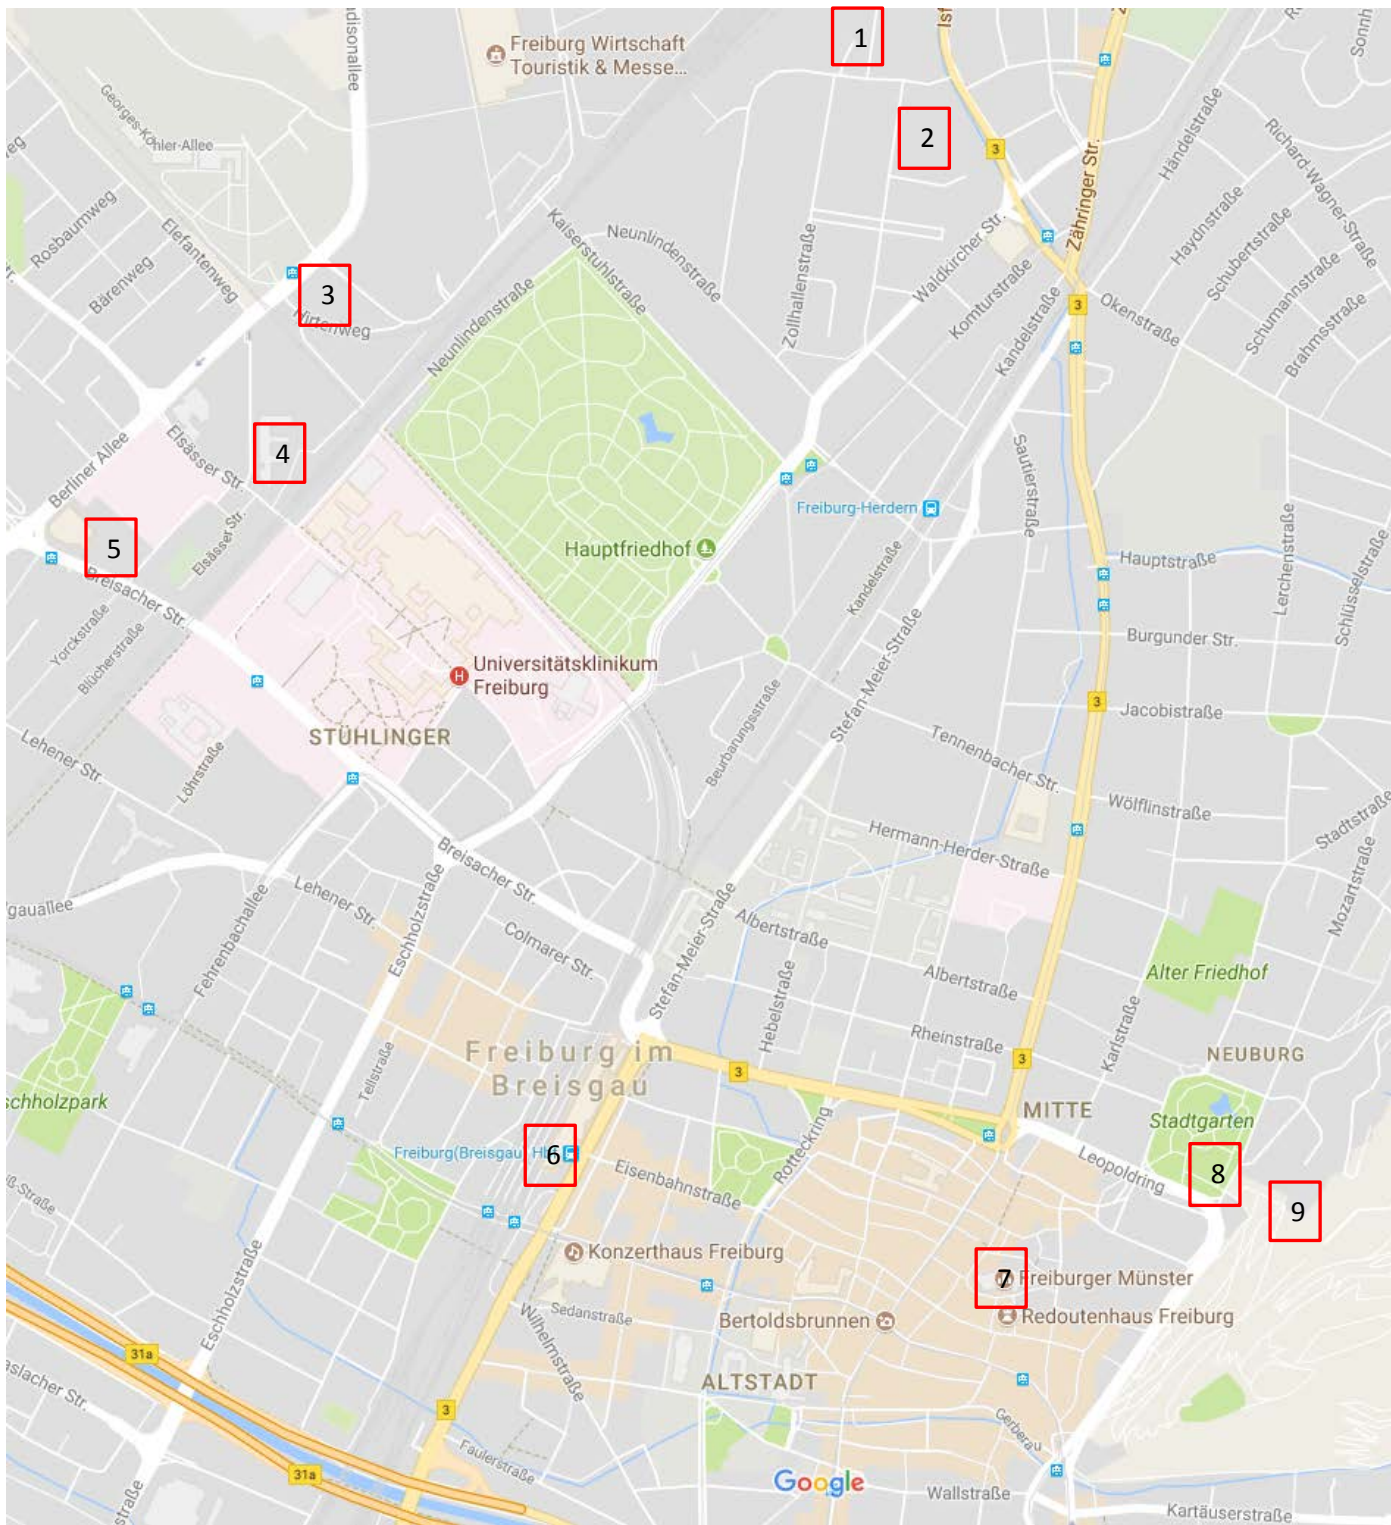 1
Freiburg Wirtschaft
Touristik & Messe...
2
3
Zähringer Str.
Händelstraße
Richard-Wagner-Straße
Georges-Köhler-Allee
Rosbaumweg
Elefantenweg
Bärenweg
Kaiserstuhlstraße
Neunlindenstraße
Zollhallenstraße
Waldkircher Str.
Haydnstraße
Schubertstraße
Schumannstraße
Brahmsstraße
3
Neunlindenstraße
Komturstraße
Kandelstraße
3
Okenstraße
Berliner Allee
Elsässer Str.
4
Sautierstraße
Freiburg-Herdern
5
Elsässer Str.
Hauptfriedhof
Kandelstraße
Hauptstraße
Lerchenstraße
Schlüsselstraße
Breisacher Str.
Yorckstraße
Blücherstraße
Burgunder Str.
Universitätsklinikum
Freiburg
H
Stefan-Meier-Straße
3
Jacobistraße
STÜHLINGER
Lehener Str.
Löhrstraße
Beurbarungsstraße
Tennenbacher Str.
Wölflinstraße
Stadtstraße
Hermann-Herder-Straße
Mozartstraße
Breisacher Str.
Lehener Str.
gauallee
Fehrenbachallee
Eschholzstraße
Colmarer Str.
Stefan-Meier-Straße
Albertstraße
Albertstraße
Alter Friedhof
Hebelstraße
Rheinstraße
Karlstraße
NEUBURG
Freiburg im
Breisgau
3
3
Tellstraße
schholzpark
MITTE
Stadtgarten
Freiburg(Breisgau) Hbf
6
Rotteckring
Eisenbahnstraße
Leopoldring
8
9
Konzerthaus Freiburg
7
Freiburger Münster
Eschholzstraße
Sedanstraße
Wilhelmstraße
Bertoldsbrunnen
Redoutenhaus Freiburg
31a
aslacher Str.
ALTSTADT
3
Gerberau
Faulerstraße
31a
Google
Wallstraße
Kartäuserstraße